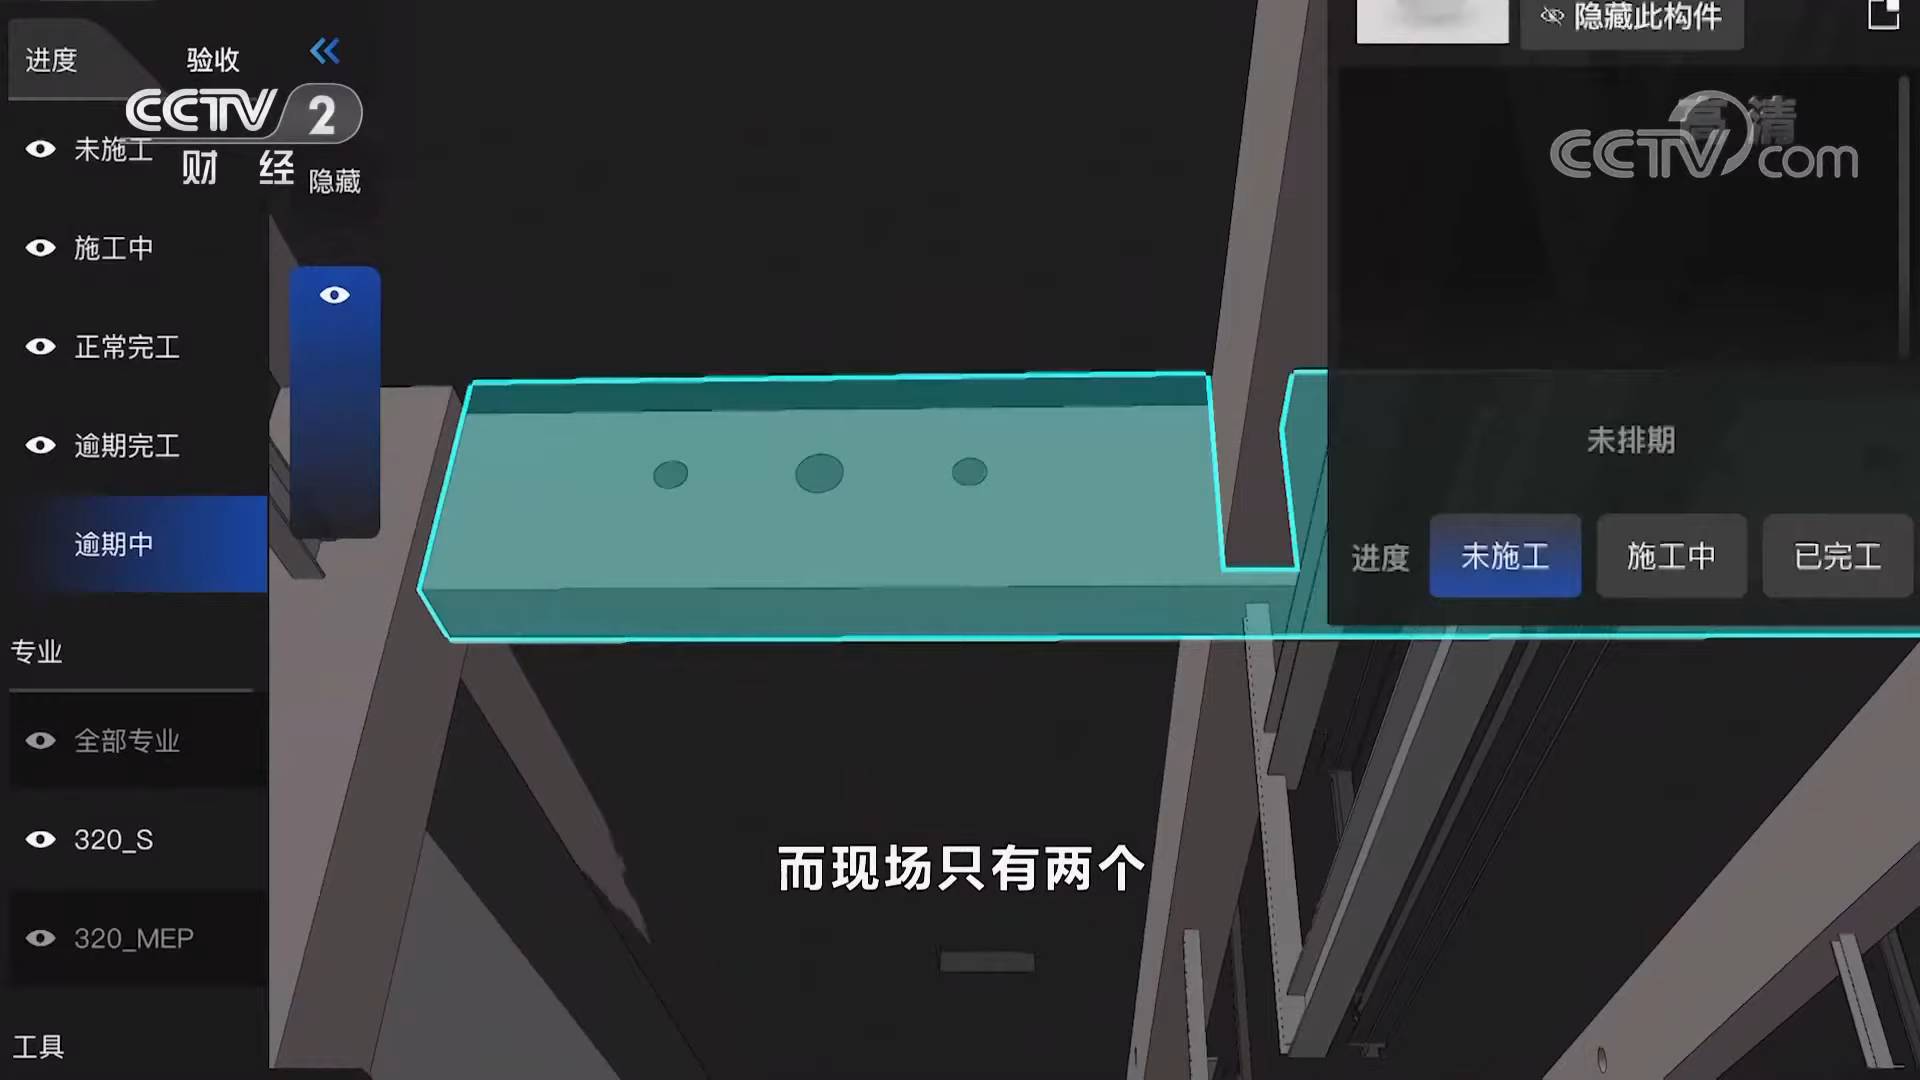 进度
验收
隐藏此构件
CCTV 2
财 经
高清
CCTV.com
未施工
隐藏
施工中
正常完工
逾期完工
逾期中
未排期
进度
未施工
施工中
已完工
专业
全部专业
320_S
320_MEP
工具
而现场只有两个